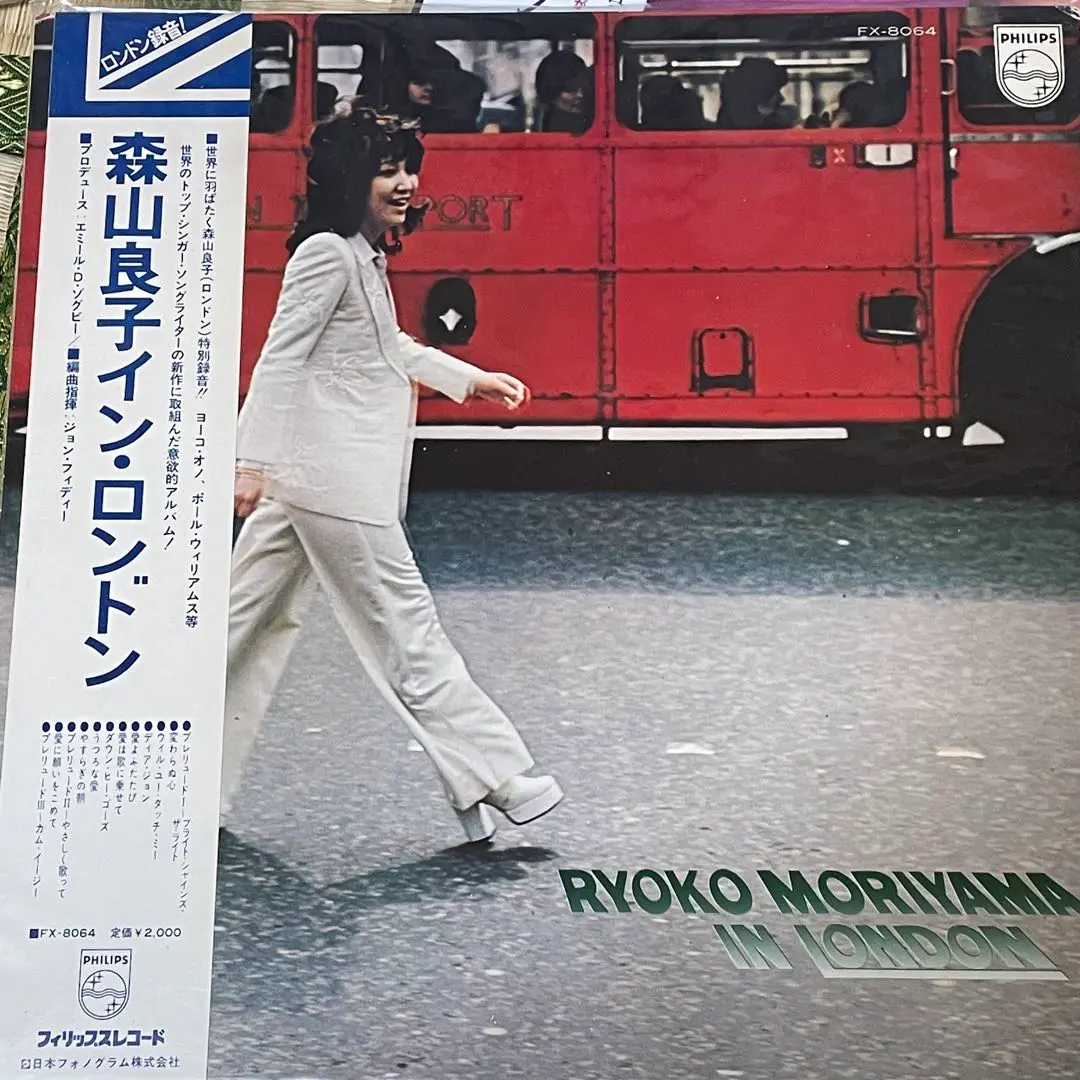 ロンドン録音!
■世界に羽ばたく森山良子(ロンドン)特別録音!! ヨーコ・オノ、ポール・ウィリアムス等
世界のトップ・シンガー・ソングライターの新作に取組んだ意欲的アルバム!
森山良子イン・ロンドン
■プロデュース:エミール・D・ゾグビー/■編曲指揮:ジョン・フィディー
●プレリュードI─ブライト・シャインズ・
ザ・ライト
●変わらぬ心
●ウィル・ユー・タッチ・ミー
●ディア・ジョン
●愛よふたたび
●愛は歌に乗せて
●ダウン・ヒー・ゴーズ
●うつろな愛
●やすらぎの朝
●プレリュードII─やさしく歌って
●愛に願いをこめて
●プレリュードIII─カム・イージー
■FX-8064 定価¥2,000
PHILIPS
フィリップスレコード
日本フォノグラム株式会社
FX-8064
PHILIPS
PORT
RYOKO MORIYAMA
IN LONDON